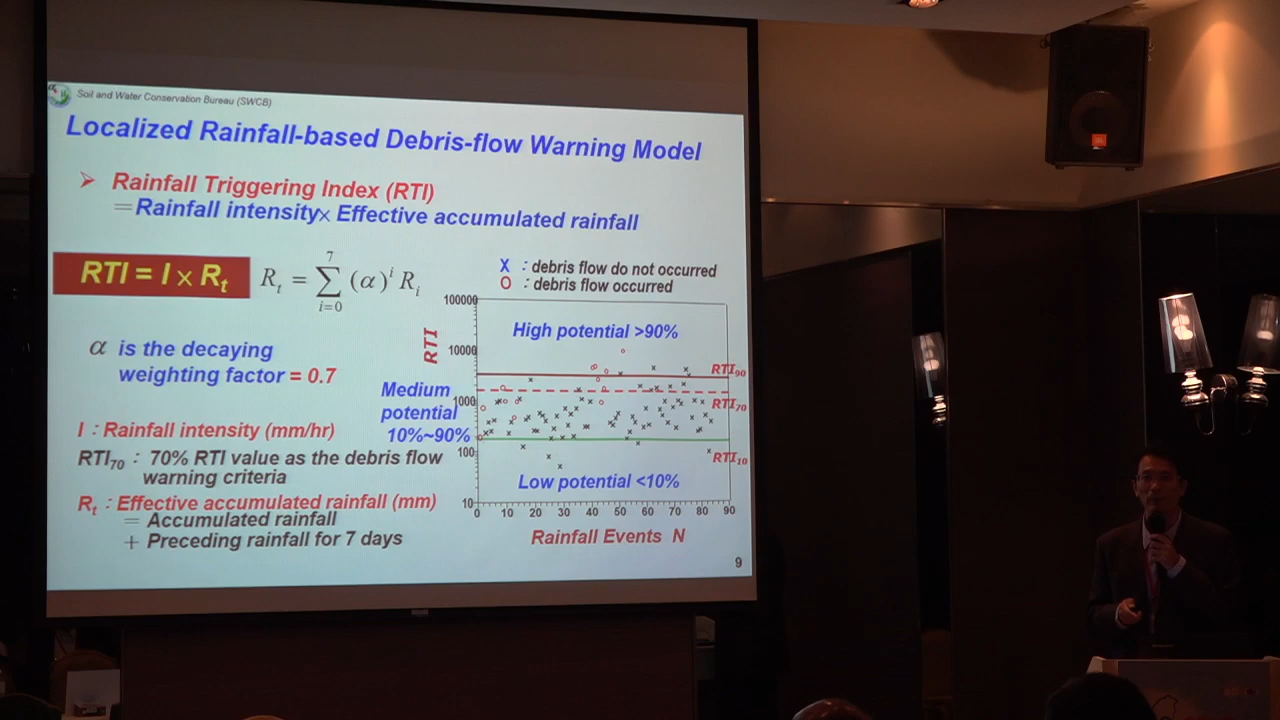 Soil and Water Conservation Bureau (SWCB)
Localized Rainfall-based Debris-flow Warning Model
➢ Rainfall Triggering Index (RTI)
=Rainfall intensity× Effective accumulated rainfall
RTI = I × Rt
Rt = ∑ (α)^i Ri
7
i=0
X : debris flow do not occurred
O : debris flow occurred
α is the decaying
weighting factor = 0.7
I : Rainfall intensity (mm/hr)
RTI70 : 70% RTI value as the debris flow
warning criteria
Rt : Effective accumulated rainfall (mm)
= Accumulated rainfall
+ Preceding rainfall for 7 days
RTI
100000
10000
1000
100
10
High potential >90%
Medium
potential
10%~90%
Low potential <10%
RTI90
RTI70
RTI10
0 10 20 30 40 50 60 70 80 90
Rainfall Events N
9